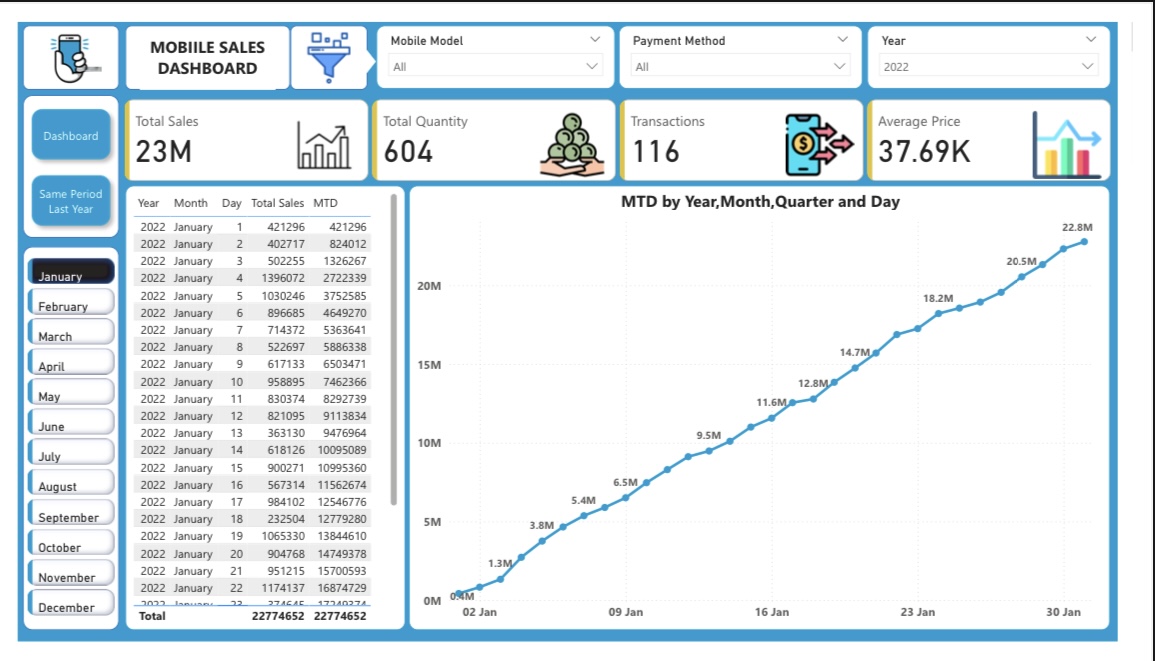 MOBIILE SALES
DASHBOARD
Mobile Model
All
Payment Method
All
Year
2022
Dashboard
Same Period
Last Year
Total Sales
23M
Total Quantity
604
Transactions
116
Average Price
37.69K
January
February
March
April
May
June
July
August
September
October
November
December
Year Month Day Total Sales MTD
2022 January 1 421296 421296
2022 January 2 402717 824012
2022 January 3 502255 1326267
2022 January 4 1396072 2722339
2022 January 5 1030246 3752585
2022 January 6 896685 4649270
2022 January 7 714372 5363641
2022 January 8 522697 5886338
2022 January 9 617133 6503471
2022 January 10 958895 7462366
2022 January 11 830374 8292739
2022 January 12 821095 9113834
2022 January 13 363130 9476964
2022 January 14 618126 10095089
2022 January 15 900271 10995360
2022 January 16 567314 11562674
2022 January 17 984102 12546776
2022 January 18 232504 12779280
2022 January 19 1065330 13844610
2022 January 20 904768 14749378
2022 January 21 951215 15700593
2022 January 22 1174137 16874729
2022 January 23
Total 22774652 22774652
MTD by Year,Month,Quarter and Day
22.8M
20.5M
20M
18.2M
15M
14.7M
12.8M
11.6M
10M
9.5M
6.5M
5.4M
5M
3.8M
1.3M
0M
0.4M
02 Jan 09 Jan 16 Jan 23 Jan 30 Jan